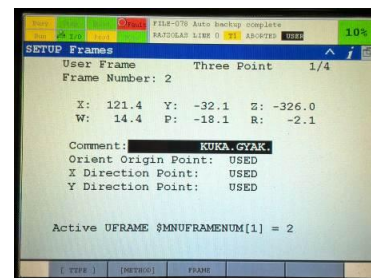 Busy Step Hold Fault FILE-078 Auto backup complete
Run I/O Prod RAJZOLAS LINE 0 T1 ABORTED USER 10%
SETUP Frames
User Frame Three Point 1/4
Frame Number: 2
X: 121.4 Y: -32.1 Z: -326.0
W: 14.4 P: -18.1 R: -2.1
Comment: KUKA.GYAK.
Orient Origin Point: USED
X Direction Point: USED
Y Direction Point: USED
Active UFRAME $MNUFRAMENUM[1] = 2
[ TYPE ] [METHOD] FRAME